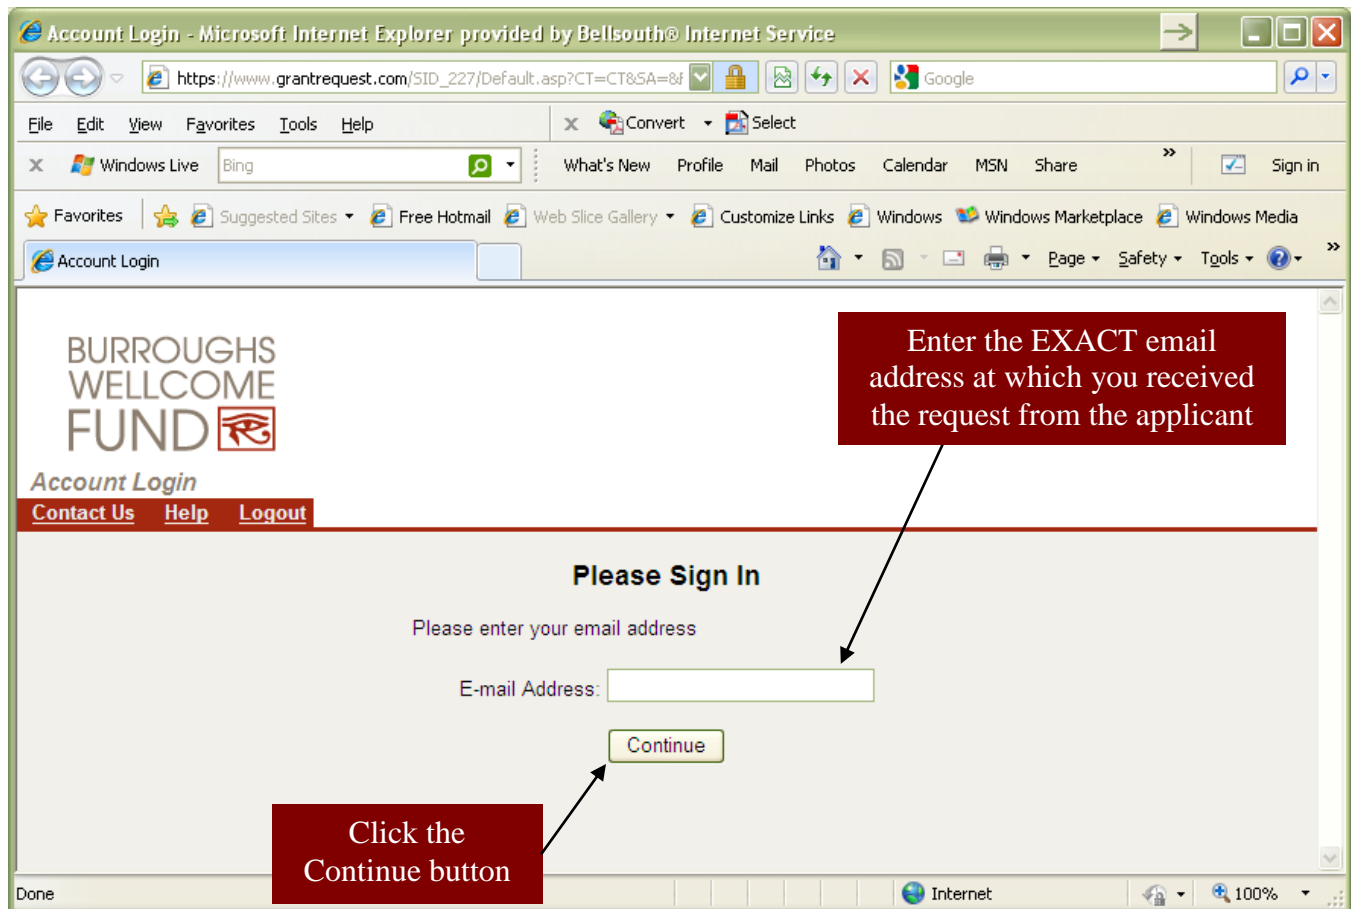 Account Login - Microsoft Internet Explorer provided by Bellsouth® Internet Service
https://www.grantrequest.com/SID_227/Default.asp?CT=CT&SA=&
Google
File Edit View Favorites Tools Help
x Convert Select
x Windows Live Bing What's New Profile Mail Photos Calendar MSN Share » Sign in
Favorites Suggested Sites Free Hotmail Web Slice Gallery Customize Links Windows Windows Marketplace Windows Media
Account Login Page Safety Tools »
BURROUGHS
WELLCOME
FUND
Enter the EXACT email
address at which you received
the request from the applicant
Account Login
Contact Us Help Logout
Please Sign In
Please enter your email address
E-mail Address:
Continue
Click the
Continue button
Done Internet 100%